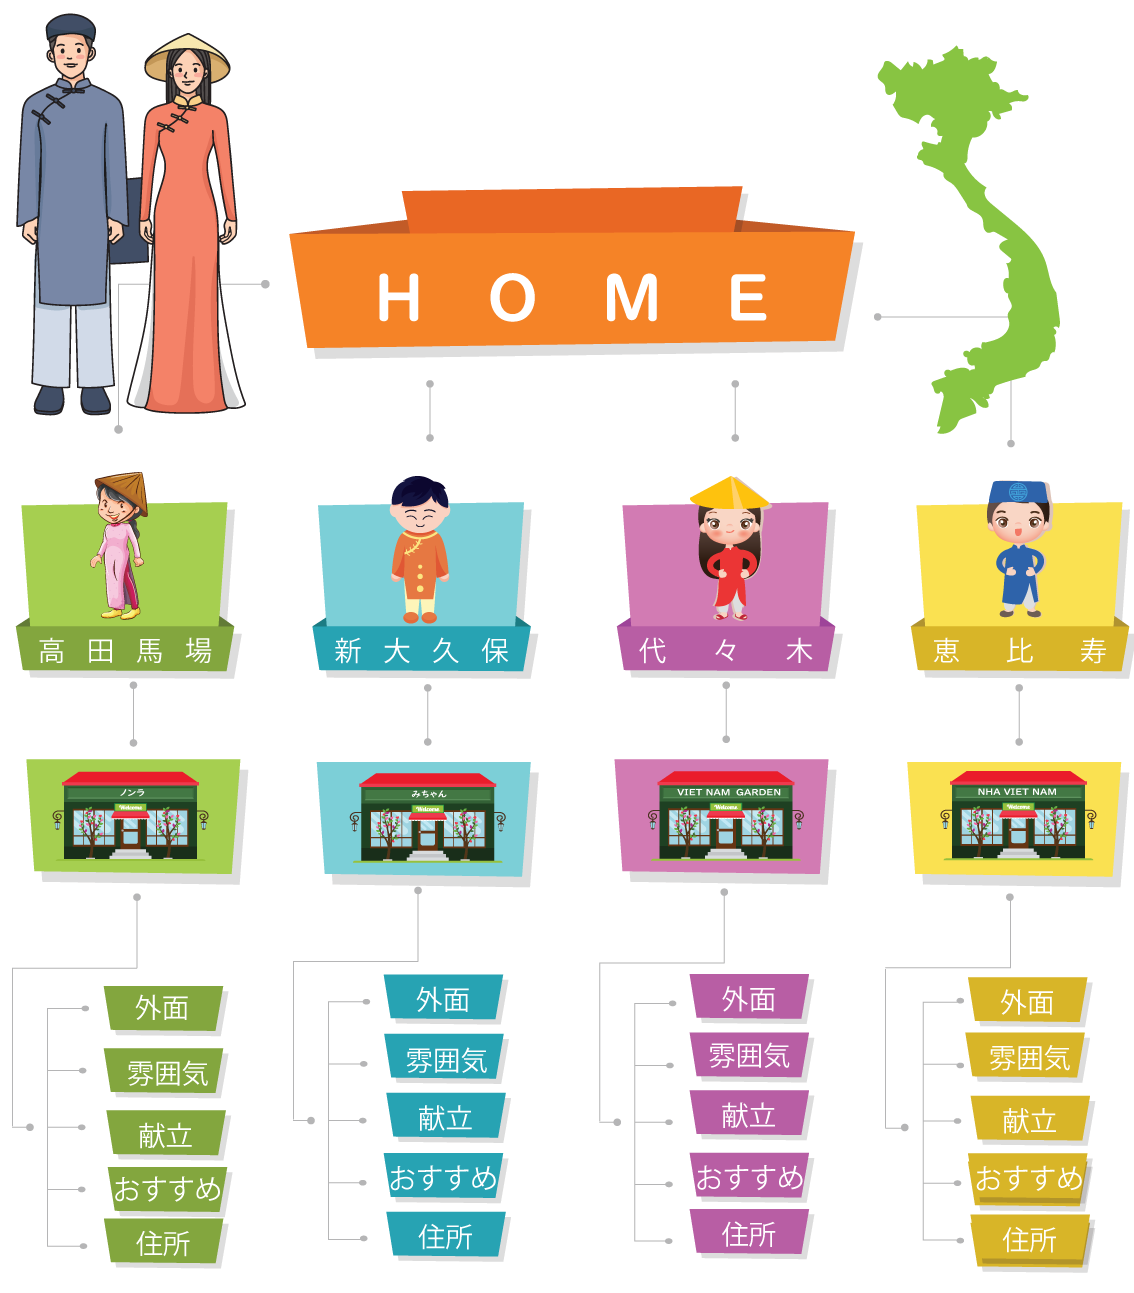 H O M E
高田馬場
新大久保
代々木
恵比寿
ノンラ
Welcome
みちゃん
Welcome
VIET NAM GARDEN
Welcome
NHA VIET NAM
Welcome
外面
雰囲気
献立
おすすめ
住所
外面
雰囲気
献立
おすすめ
住所
外面
雰囲気
献立
おすすめ
住所
外面
雰囲気
献立
おすすめ
住所